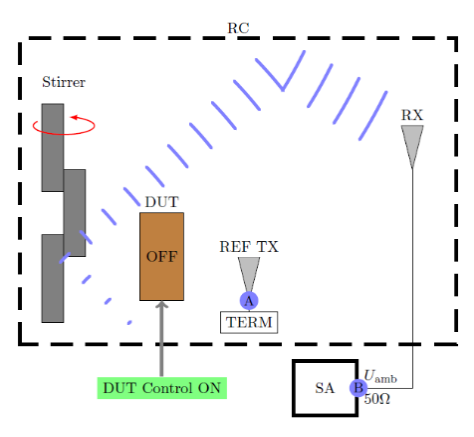 RC
Stirrer
RX
DUT
OFF
REF TX
A
TERM
DUT Control ON
SA
B
U_amb
50Ω